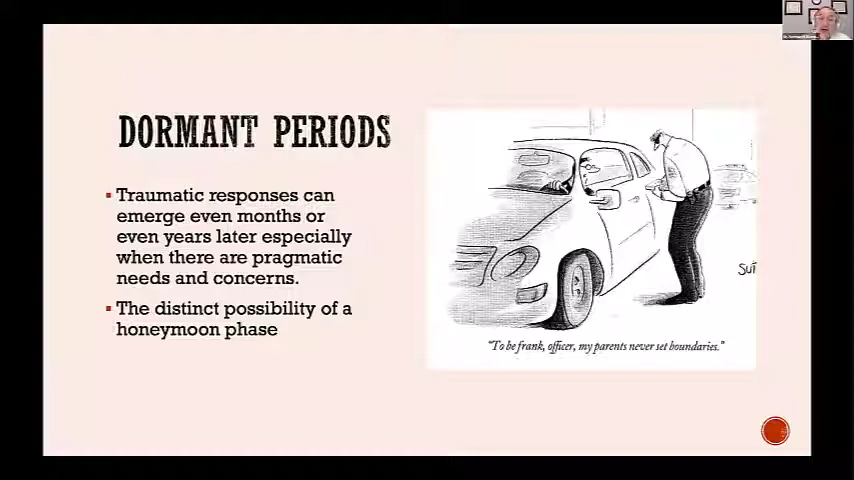 DORMANT PERIODS
Traumatic responses can
emerge even months or
even years later especially
when there are pragmatic
needs and concerns.
The distinct possibility of a
honeymoon phase
"To be frank, officer, my parents never set boundaries."